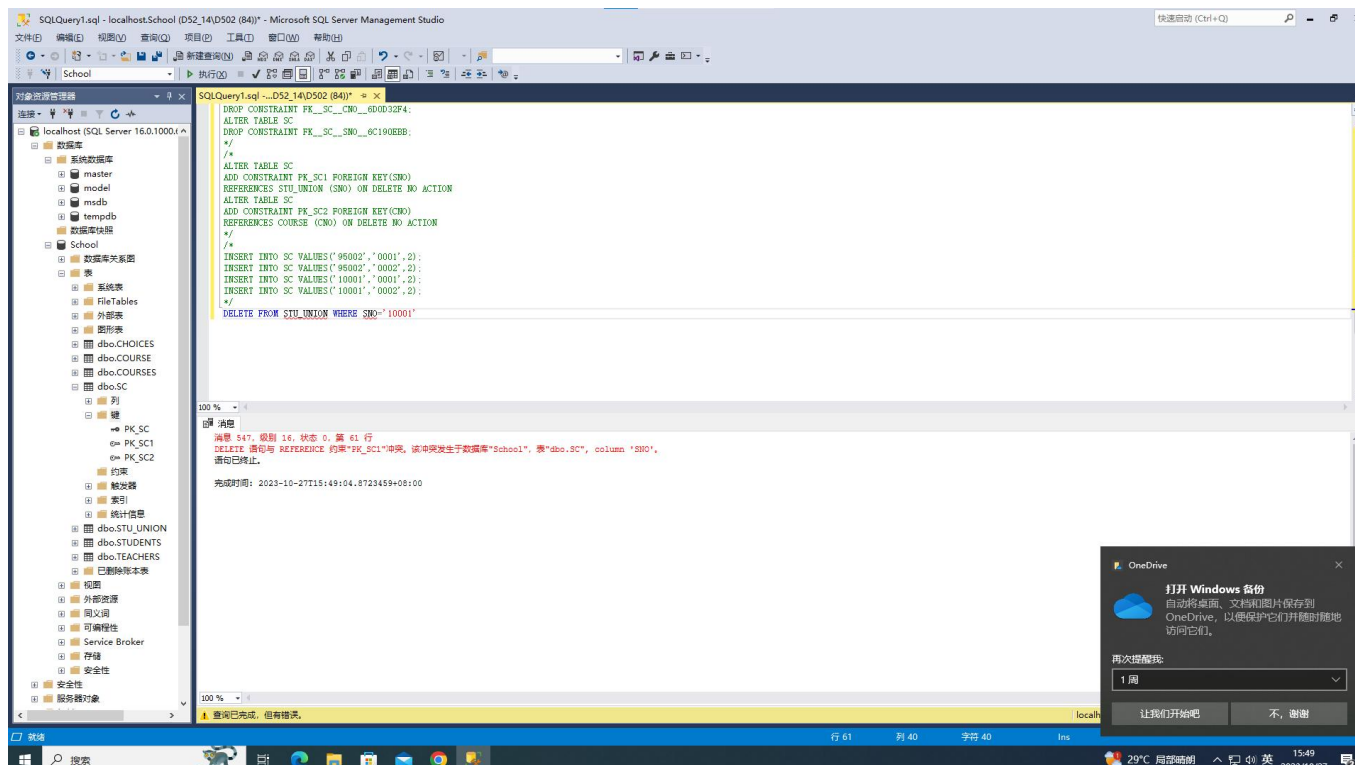 SQLQuery1.sql - localhost.School (D52_14\D502 (84))* - Microsoft SQL Server Management Studio
快速启动 (Ctrl+Q)
文件(F) 编辑(E) 视图(V) 查询(Q) 项目(P) 工具(T) 窗口(W) 帮助(H)
新建查询(N)
School
执行(X)
对象资源管理器
连接
localhost (SQL Server 16.0.1000.6
数据库
系统数据库
master
model
msdb
tempdb
数据库快照
School
数据库关系图
表
系统表
FileTables
外部表
图形表
dbo.CHOICES
dbo.COURSE
dbo.COURSES
dbo.SC
列
键
PK_SC
PK_SC1
PK_SC2
约束
触发器
索引
统计信息
dbo.STU_UNION
dbo.STUDENTS
dbo.TEACHERS
已删除账本表
视图
外部资源
同义词
可编程性
Service Broker
存储
安全性
安全性
服务器对象
SQLQuery1.sql -...D52_14\D502 (84))*
DROP CONSTRAINT FK__SC__CNO__6D0D32F4;
ALTER TABLE SC
DROP CONSTRAINT FK__SC__SNO__6C190EBB;
*/
/*
ALTER TABLE SC
ADD CONSTRAINT PK_SC1 FOREIGN KEY(SNO)
REFERENCES STU_UNION (SNO) ON DELETE NO ACTION
ALTER TABLE SC
ADD CONSTRAINT PK_SC2 FOREIGN KEY(CNO)
REFERENCES COURSE (CNO) ON DELETE NO ACTION
*/
/*
INSERT INTO SC VALUES('95002','0001',2);
INSERT INTO SC VALUES('95002','0002',2);
INSERT INTO SC VALUES('10001','0001',2);
INSERT INTO SC VALUES('10001','0002',2);
*/
DELETE FROM STU_UNION WHERE SNO='10001'
100 %
消息
消息 547，级别 16，状态 0，第 61 行
DELETE 语句与 REFERENCE 约束"PK_SC1"冲突。该冲突发生于数据库"School"，表"dbo.SC", column 'SNO'。
语句已终止。
完成时间: 2023-10-27T15:49:04.8723459+08:00
100 %
查询已完成，但有错误。
localh
OneDrive
打开 Windows 备份
自动将桌面、文档和图片保存到
OneDrive，以便保护它们并随时随地
访问它们。
再次提醒我:
1 周
让我们开始吧
不，谢谢
就绪
行 61
列 40
字符 40
Ins
搜索
29°C 局部晴朗
英
15:49